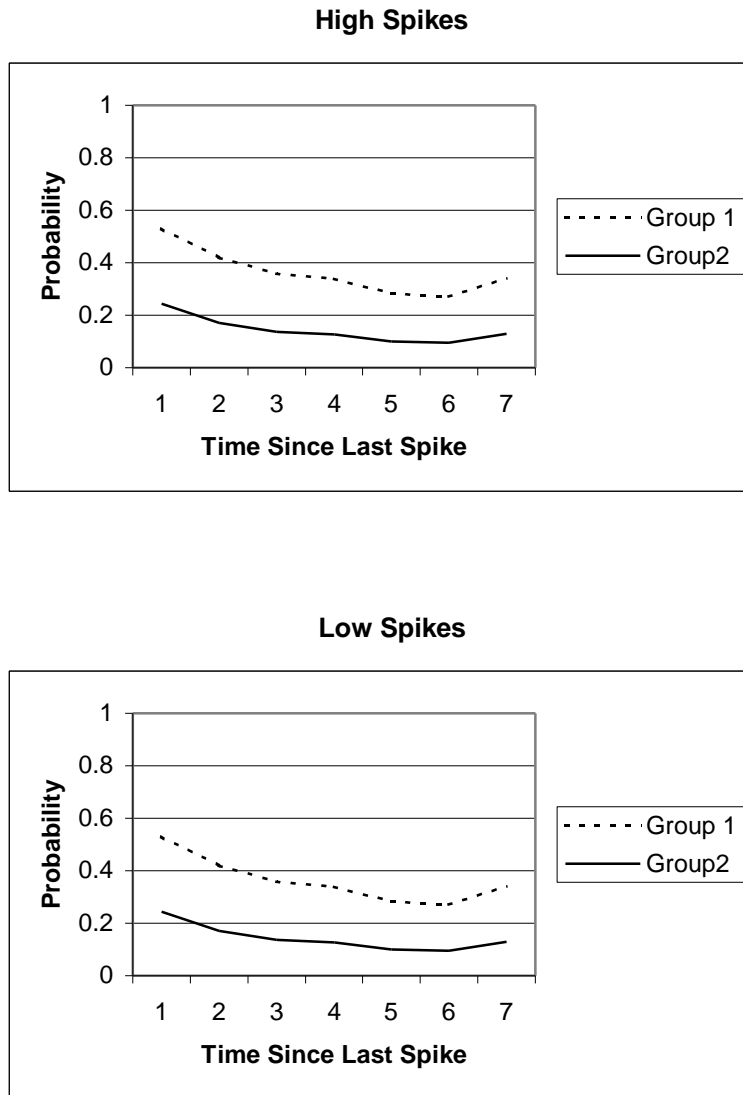 High Spikes
1
0.8
0.6
0.4
0.2
0
Probability
1 2 3 4 5 6 7
Time Since Last Spike
Group 1
Group2
Low Spikes
1
0.8
0.6
0.4
0.2
0
Probability
1 2 3 4 5 6 7
Time Since Last Spike
Group 1
Group2